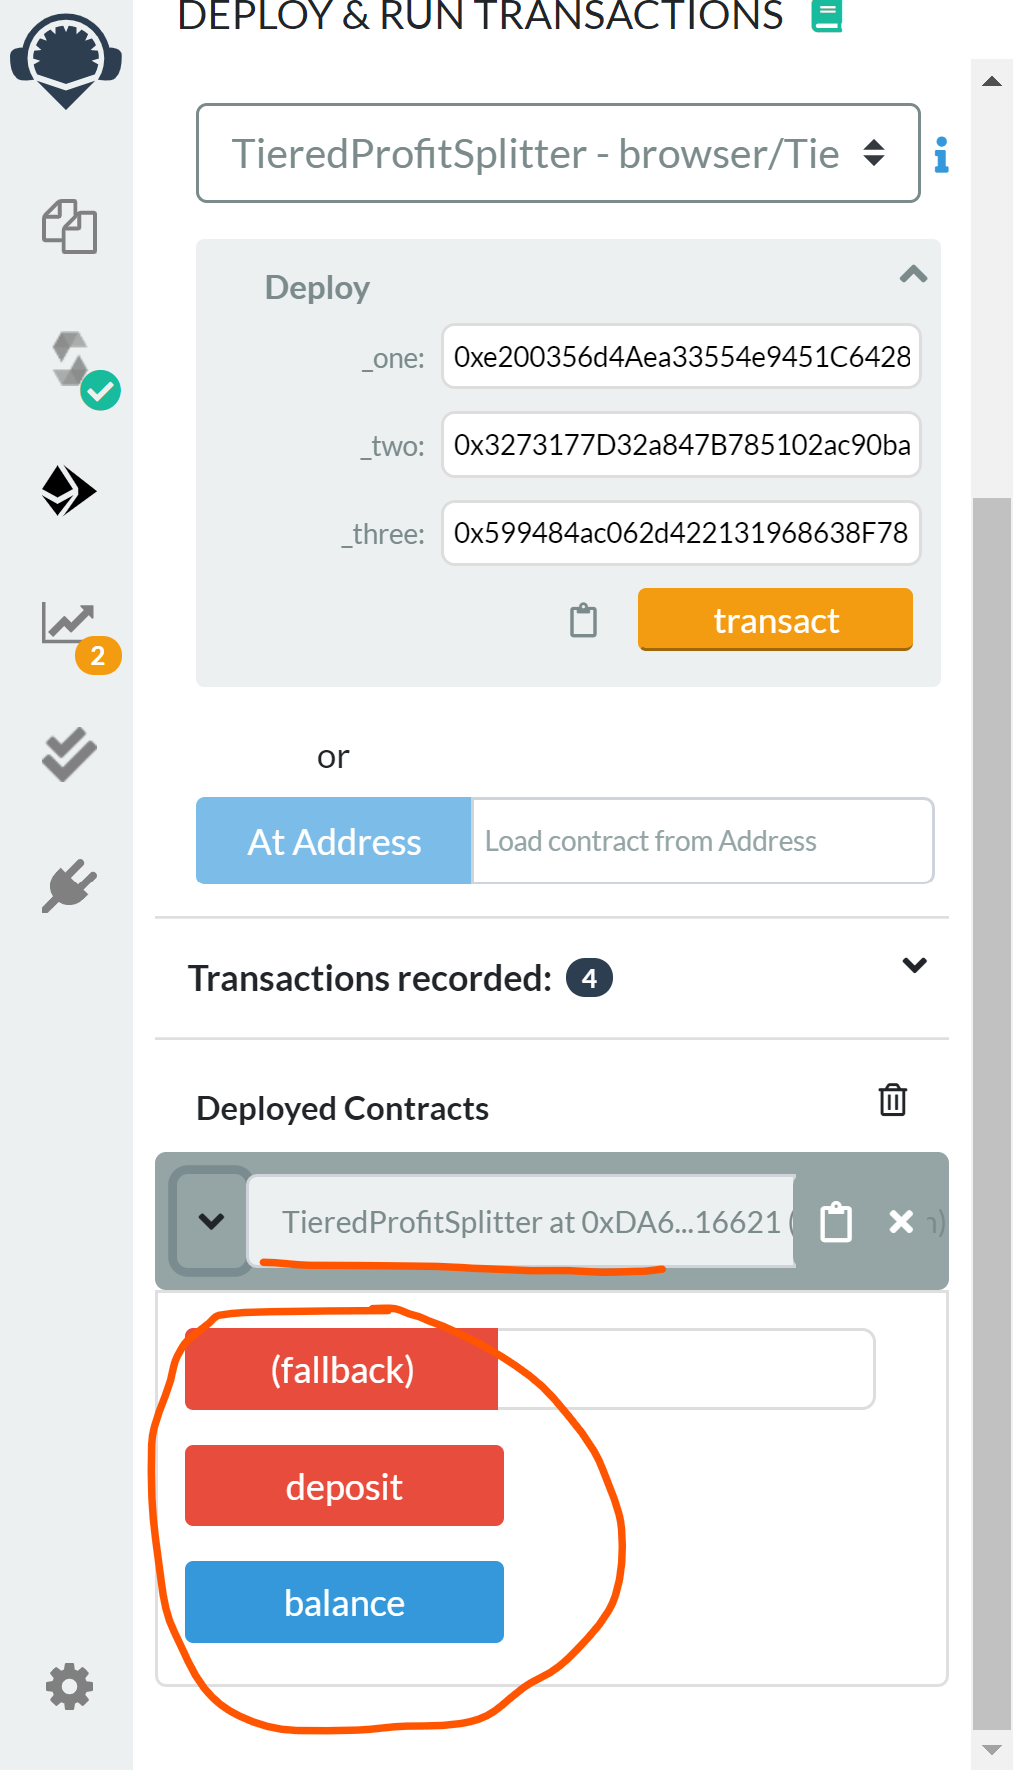 DEPLOY & RUN TRANSACTIONS
TieredProfitSplitter - browser/Tie
Deploy
_one: 0xe200356d4Aea33554e9451C6428
_two: 0x3273177D32a847B785102ac90ba
_three: 0x599484ac062d422131968638F78
transact
2
or
At Address Load contract from Address
Transactions recorded: 4
Deployed Contracts
TieredProfitSplitter at 0xDA6...16621 (
(fallback)
deposit
balance